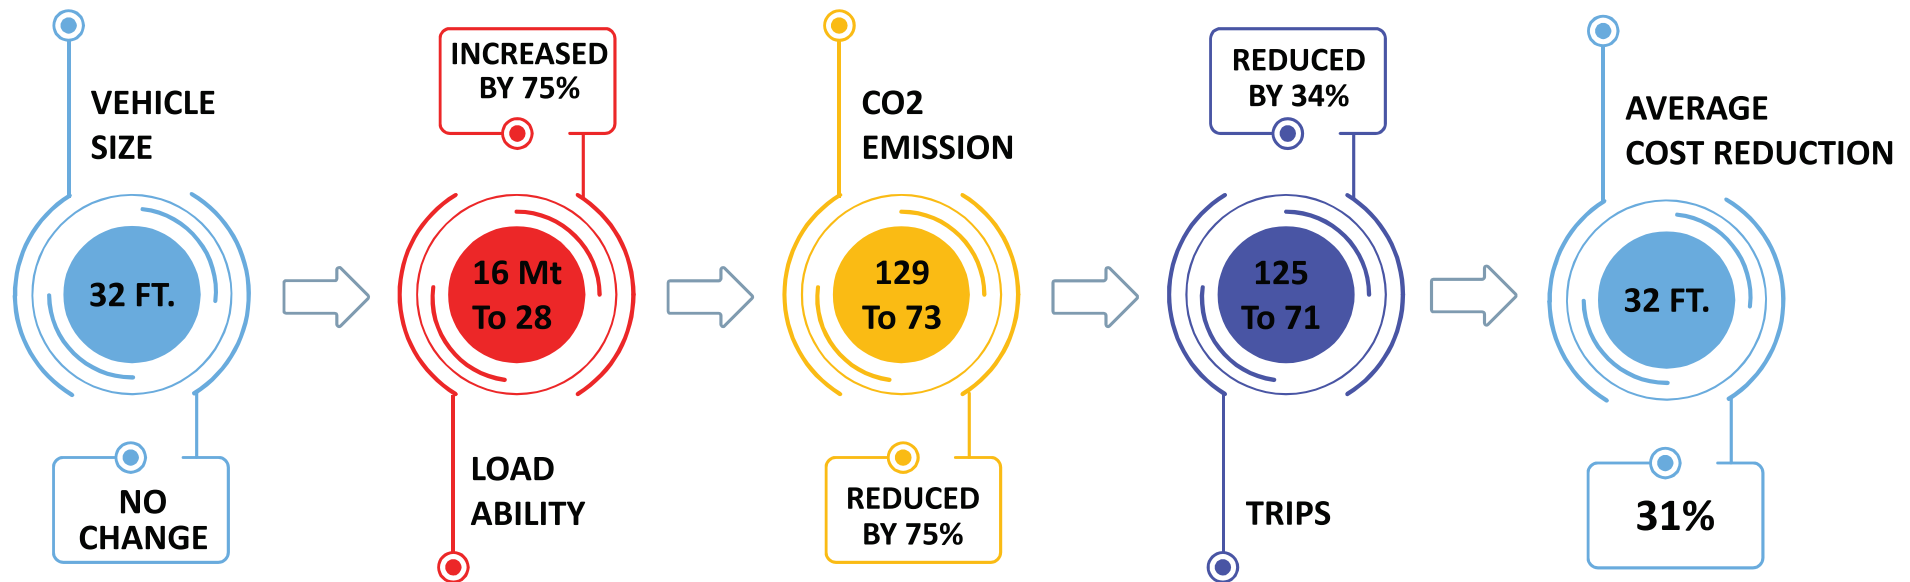 VEHICLE
SIZE
32 FT.
NO
CHANGE
INCREASED
BY 75%
16 Mt
To 28
LOAD
ABILITY
CO2
EMISSION
129
To 73
REDUCED
BY 75%
REDUCED
BY 34%
125
To 71
TRIPS
AVERAGE
COST REDUCTION
32 FT.
31%